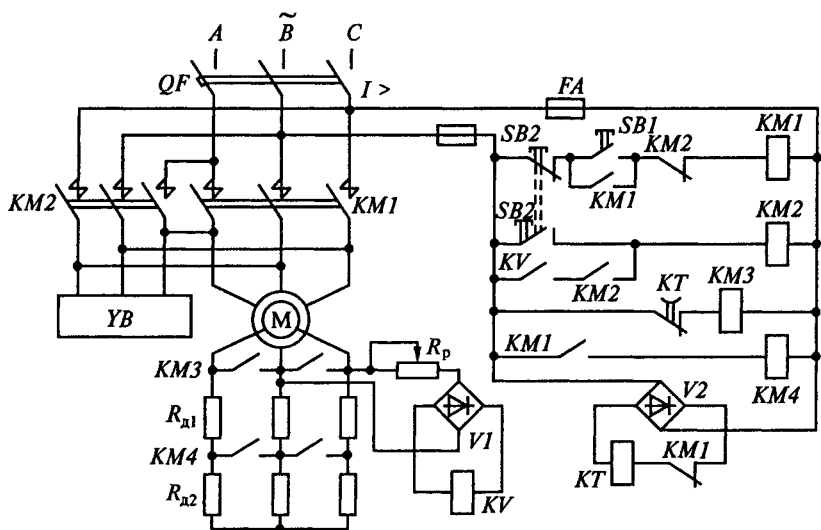 A B̃ C
QF I >
FA
SB2 SB1 KM2 KM1
KM2 KM1 KM1
SB2 KM2
KV KM2 KT KM3
YB M
KM3 Rр KM1 KM4
Rд1 V1 V2
KM4
Rд2 KV KT KM1